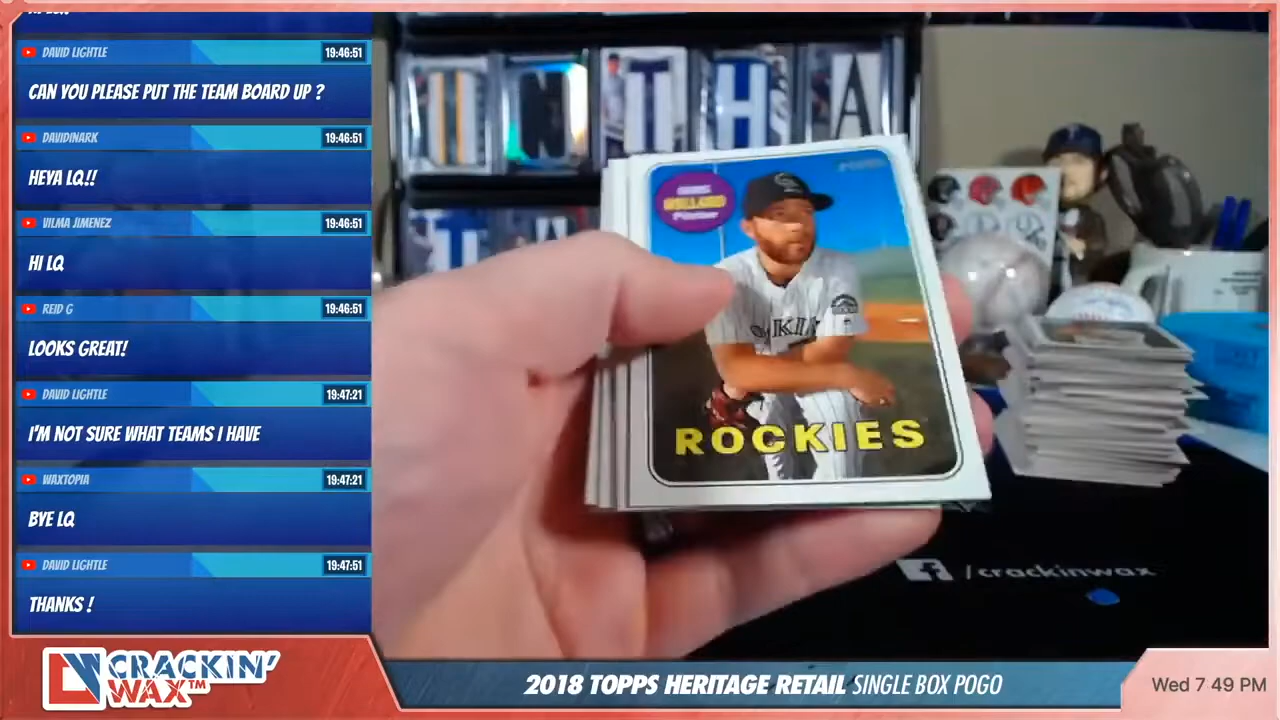 DAVID LIGHTLE 19:46:51
CAN YOU PLEASE PUT THE TEAM BOARD UP ?
DAVIDINARK 19:46:51
HEYA LQ!!
VILMA JIMENEZ 19:46:51
HI LQ
REID G 19:46:51
LOOKS GREAT!
DAVID LIGHTLE 19:47:21
I'M NOT SURE WHAT TEAMS I HAVE
WAXTOPIA 19:47:21
BYE LQ
DAVID LIGHTLE 19:47:51
THANKS !
T H A
HOLLAND
Pitcher
ROCKIES
/crackinwax
CRACKIN'
WAX™
2018 TOPPS HERITAGE RETAIL SINGLE BOX POGO
Wed 7 49 PM